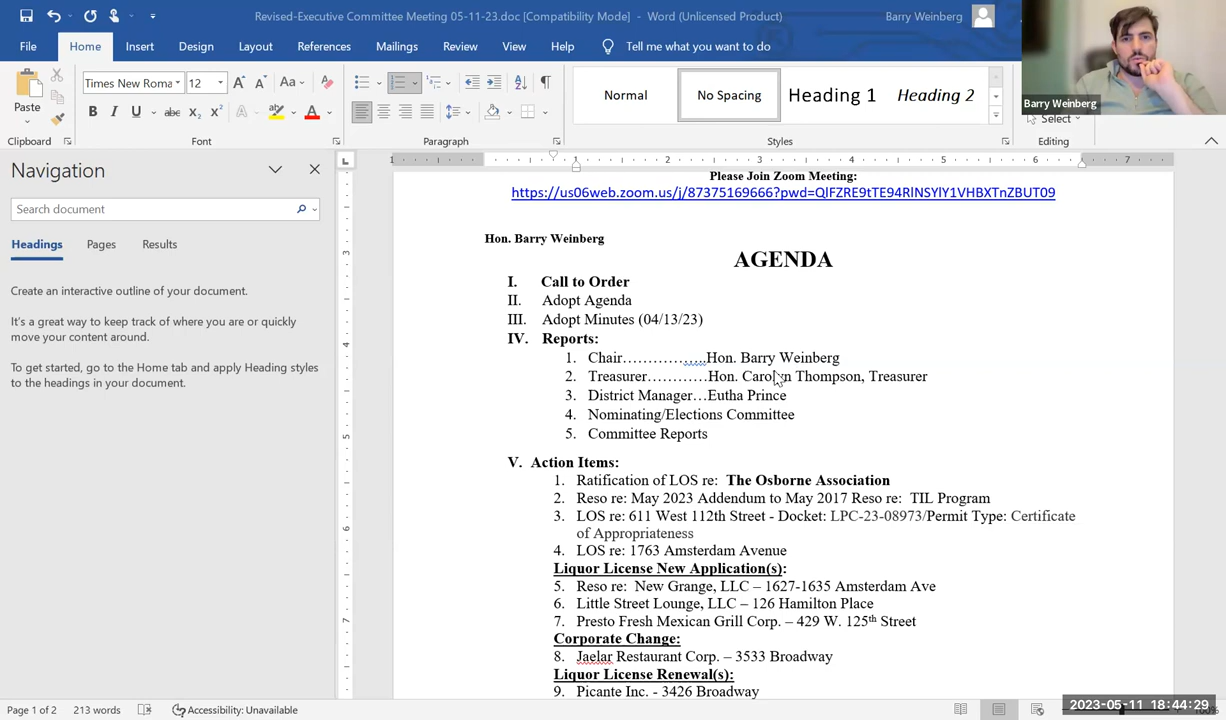 Revised-Executive Committee Meeting 05-11-23.doc [Compatibility Mode] - Word (Unlicensed Product)
Barry Weinberg
File Home Insert Design Layout References Mailings Review View Help Tell me what you want to do
Times New Roma 12
Paste
Clipboard
Font
Paragraph
Normal
No Spacing
Heading 1
Heading 2
Styles
Select
Editing
Barry Weinberg
Navigation
Search document
Headings Pages Results
Create an interactive outline of your document.
It's a great way to keep track of where you are or quickly
move your content around.
To get started, go to the Home tab and apply Heading styles
to the headings in your document.
Please Join Zoom Meeting:
https://us06web.zoom.us/j/87375169666?pwd=QlFZRE9tTE94RlNSYlY1VHBXTnZBUT09
Hon. Barry Weinberg
AGENDA
I. Call to Order
II. Adopt Agenda
III. Adopt Minutes (04/13/23)
IV. Reports:
1. Chair……………..Hon. Barry Weinberg
2. Treasurer…………Hon. Carolyn Thompson, Treasurer
3. District Manager…Eutha Prince
4. Nominating/Elections Committee
5. Committee Reports
V. Action Items:
1. Ratification of LOS re: The Osborne Association
2. Reso re: May 2023 Addendum to May 2017 Reso re: TIL Program
3. LOS re: 611 West 112th Street - Docket: LPC-23-08973/Permit Type: Certificate
of Appropriateness
4. LOS re: 1763 Amsterdam Avenue
Liquor License New Application(s):
5. Reso re: New Grange, LLC – 1627-1635 Amsterdam Ave
6. Little Street Lounge, LLC – 126 Hamilton Place
7. Presto Fresh Mexican Grill Corp. – 429 W. 125th Street
Corporate Change:
8. Jaelar Restaurant Corp. – 3533 Broadway
Liquor License Renewal(s):
9. Picante Inc. - 3426 Broadway
Page 1 of 2 213 words Accessibility: Unavailable
2023-05-11 18:44:29